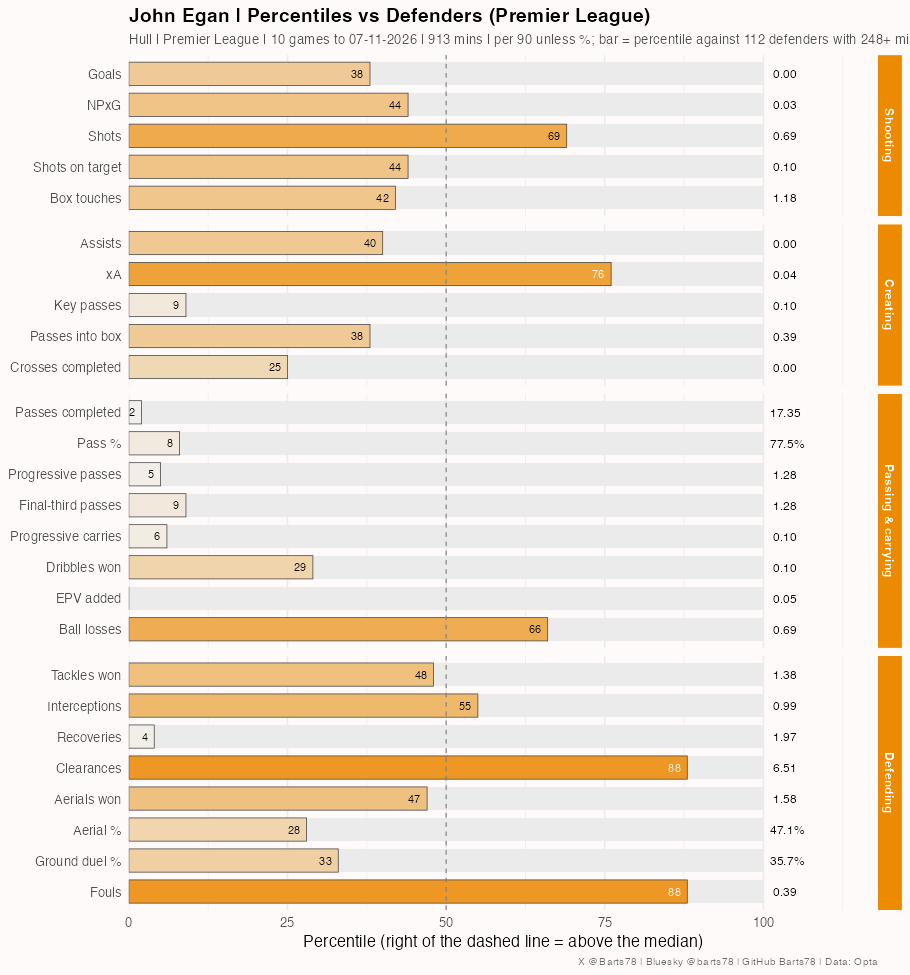 John Egan | Percentiles vs Defenders (Premier League)
Hull | Premier League | 10 games to 07-11-2026 | 913 mins | per 90 unless %; bar = percentile against 112 defenders with 248+ mi
Goals 38 0.00
NPxG 44 0.03
Shots 69 0.69
Shots on target 44 0.10
Box touches 42 1.18
Shooting
Assists 40 0.00
xA 76 0.04
Key passes 9 0.10
Passes into box 38 0.39
Crosses completed 25 0.00
Creating
Passes completed 2 17.35
Pass % 8 77.5%
Progressive passes 5 1.28
Final-third passes 9 1.28
Progressive carries 6 0.10
Dribbles won 29 0.10
EPV added 0.05
Ball losses 66 0.69
Passing & carrying
Tackles won 48 1.38
Interceptions 55 0.99
Recoveries 4 1.97
Clearances 88 6.51
Aerials won 47 1.58
Aerial % 28 47.1%
Ground duel % 33 35.7%
Fouls 88 0.39
Defending
0 25 50 75 100
Percentile (right of the dashed line = above the median)
X @Barts78 | Bluesky @barts78 | GitHub Barts78 | Data: Opta